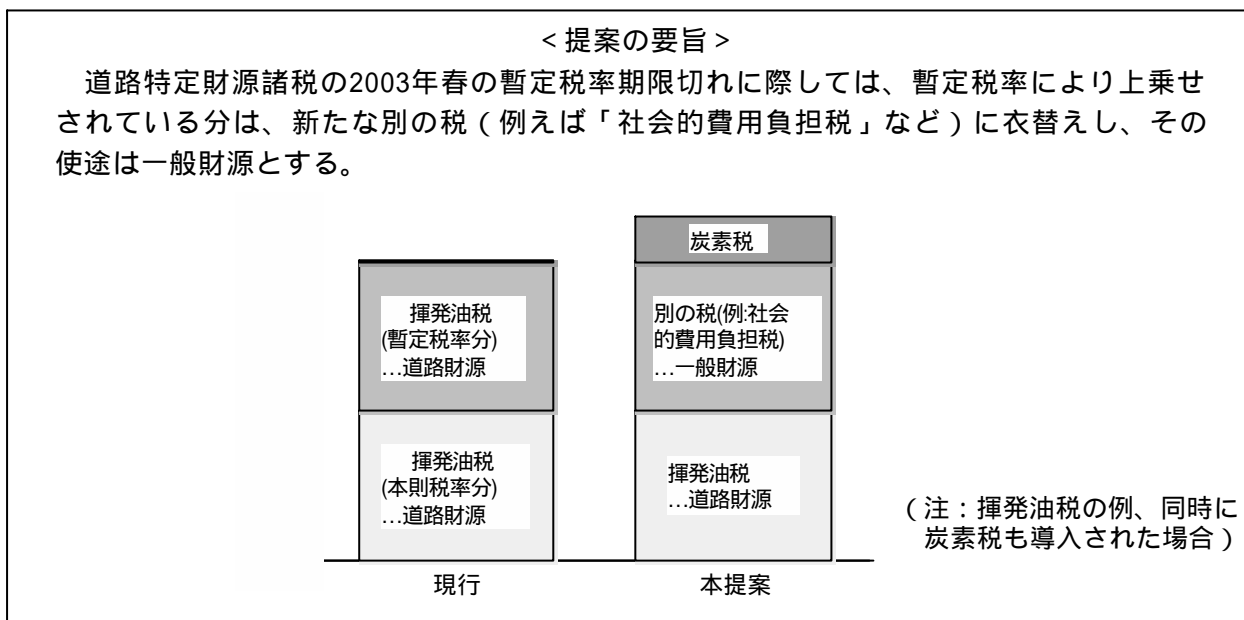 <提案の要旨>
道路特定財源諸税の2003年春の暫定税率期限切れに際しては、暫定税率により上乗せ
されている分は、新たな別の税(例えば「社会的費用負担税」など)に衣替えし、その
使途は一般財源とする。
揮発油税
(暫定税率分)
…道路財源
揮発油税
(本則税率分)
…道路財源
現行
炭素税
別の税(例:社会
的費用負担税)
…一般財源
揮発油税
…道路財源
本提案
(注:揮発油税の例、同時に
炭素税も導入された場合)